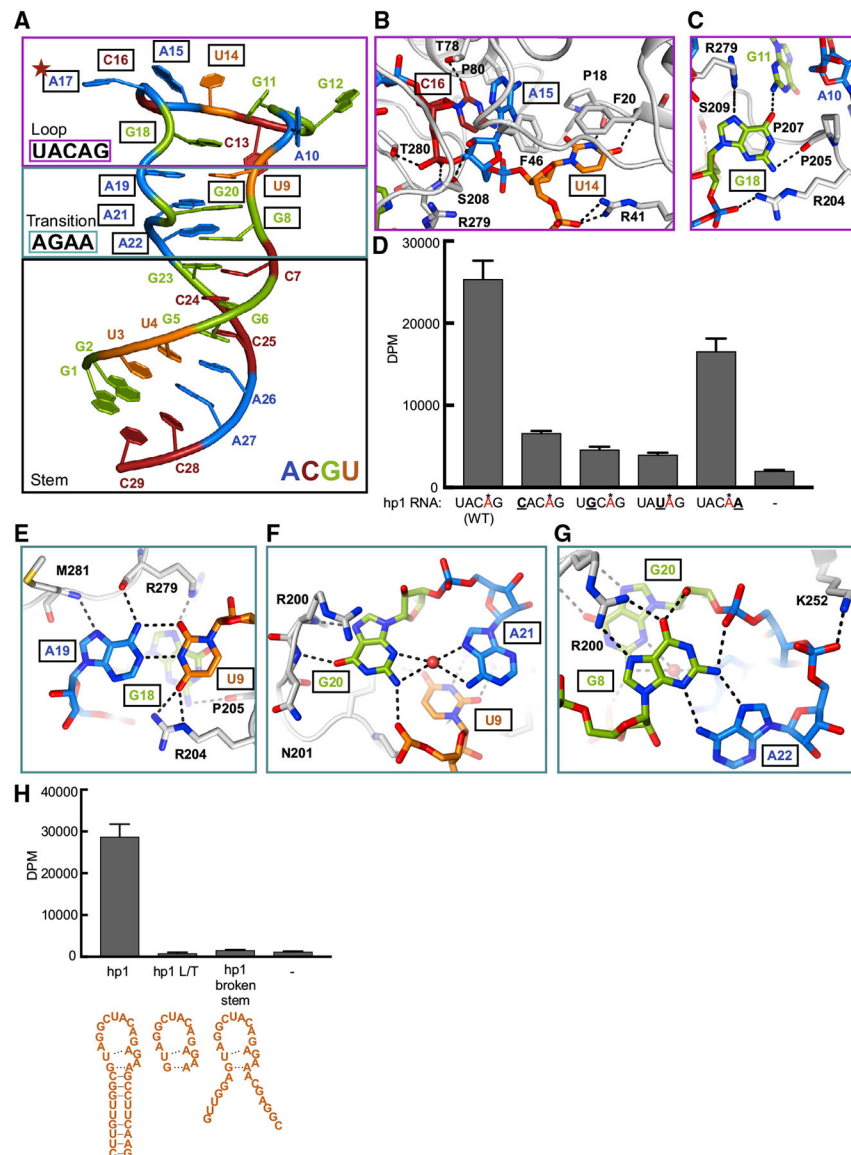 A
C16
A15
U14
A17
G11
G12
Loop
UACAG
G18
C13
A10
A19
G20
U9
Transition
AGAA
A21
A22
G8
G23
C7
C24
G5
G6
U4
U3
C25
G2
G1
A26
A27
C28
C29
Stem
ACGU
B
T78
C16
P80
A15
P18
F20
T280
F46
S208
U14
R279
R41
C
R279
G11
A10
S209
P207
P205
G18
R204
D
30000
20000
10000
0
DPM
hp1 RNA: UACAG CACAG UGCAG UAUAG UACAA -
(WT)
* * * * *
E
M281
R279
A19
U9
G18
P205
R204
F
R200
A21
G20
U9
N201
G
G20
K252
R200
G8
A22
H
40000
30000
20000
10000
0
DPM
hp1 hp1 L/T hp1 broken stem -